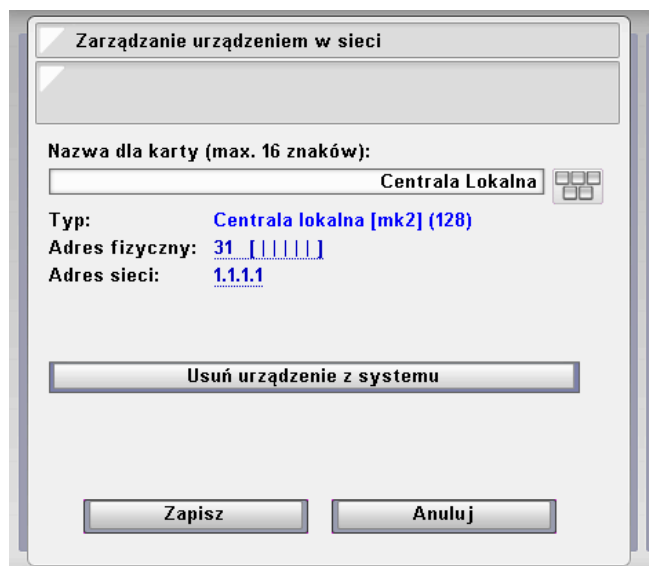 Zarządzanie urządzeniem w sieci
Nazwa dla karty (max. 16 znaków):
Centrala Lokalna
Typ: Centrala lokalna [mk2] (128)
Adres fizyczny: 31 [ | | | | | ]
Adres sieci: 1.1.1.1
Usuń urządzenie z systemu
Zapisz Anuluj